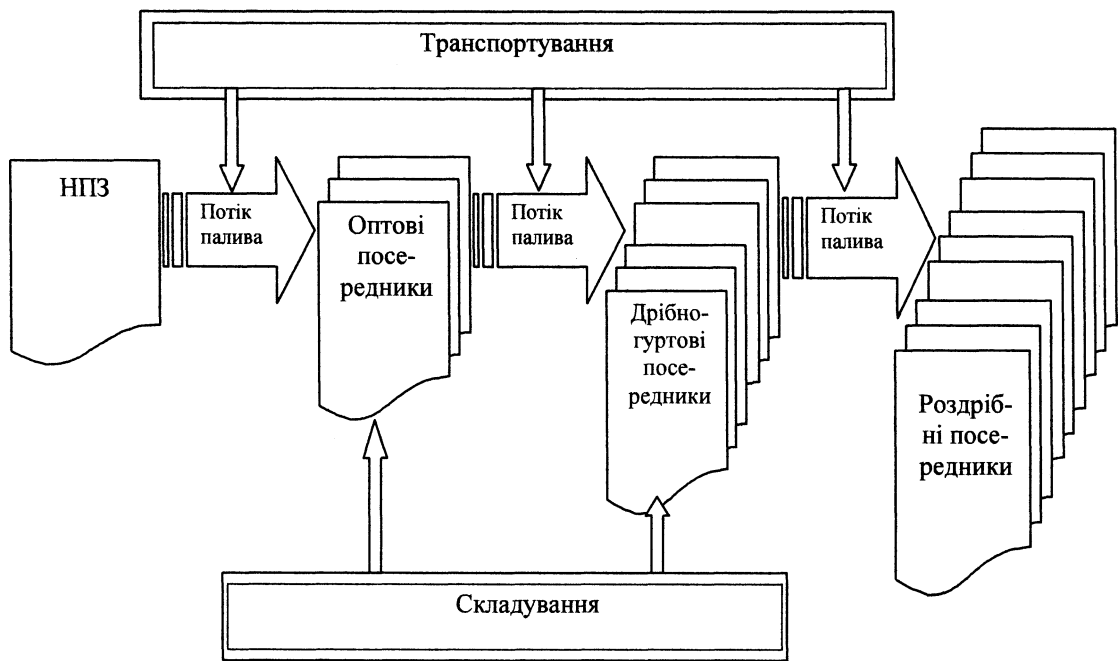 Транспортування
НПЗ
Потік
палива
Оптові
посе-
редники
Потік
палива
Дрібно-
гуртові
посе-
редники
Потік
палива
Роздріб-
ні посе-
редники
Складування